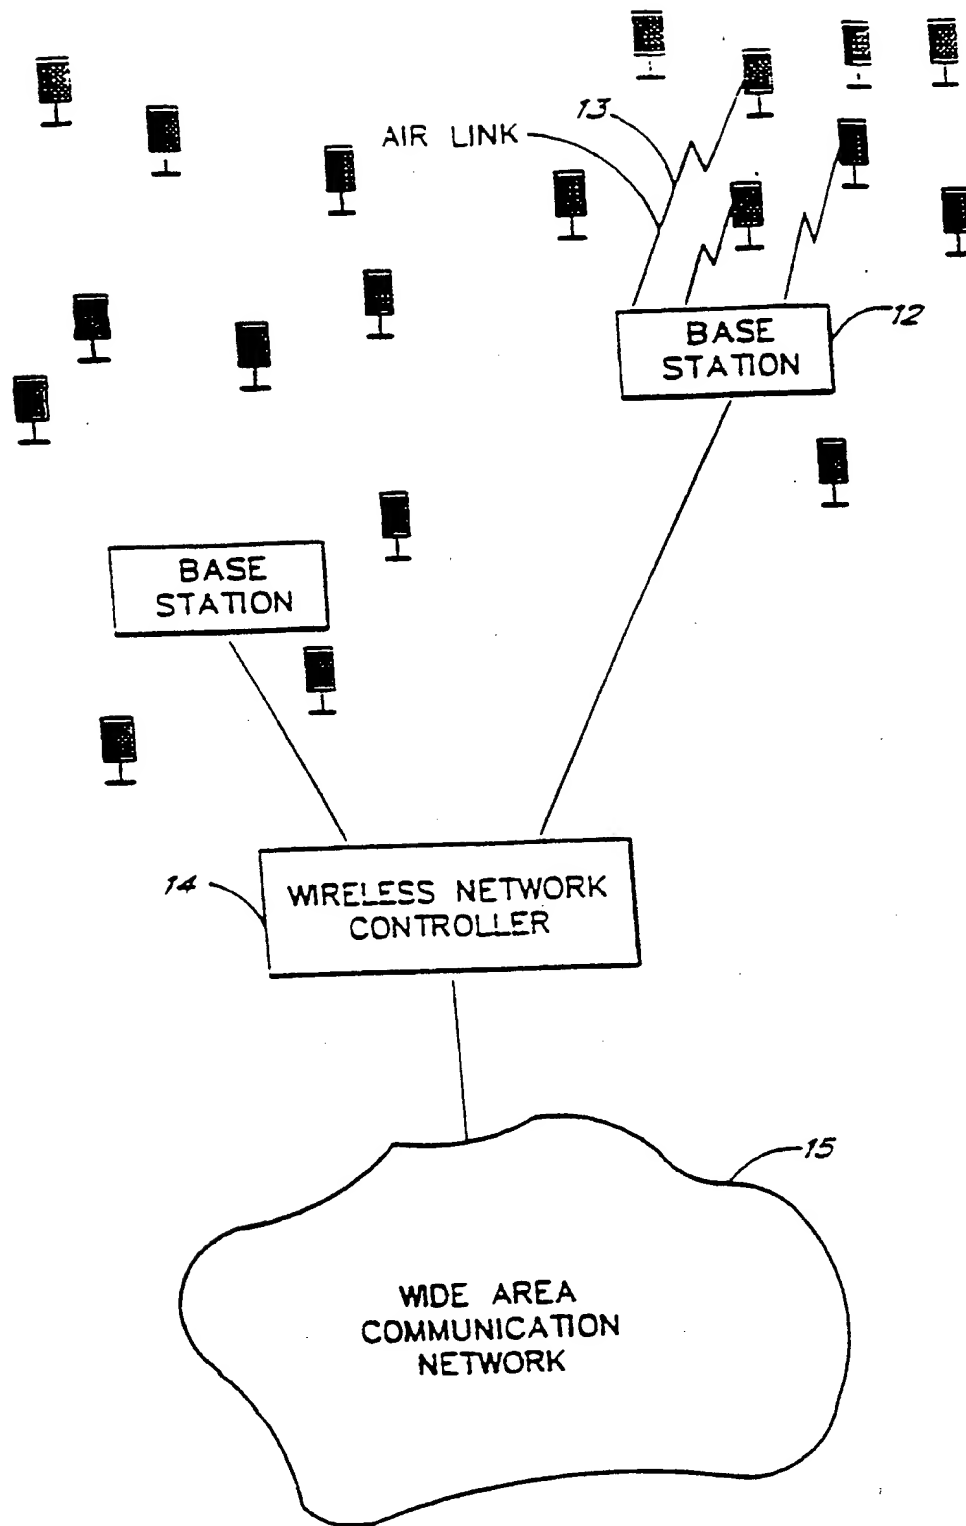 13
AIR LINK
BASE
STATION
12
BASE
STATION
14
WIRELESS NETWORK
CONTROLLER
15
WIDE AREA
COMMUNICATION
NETWORK